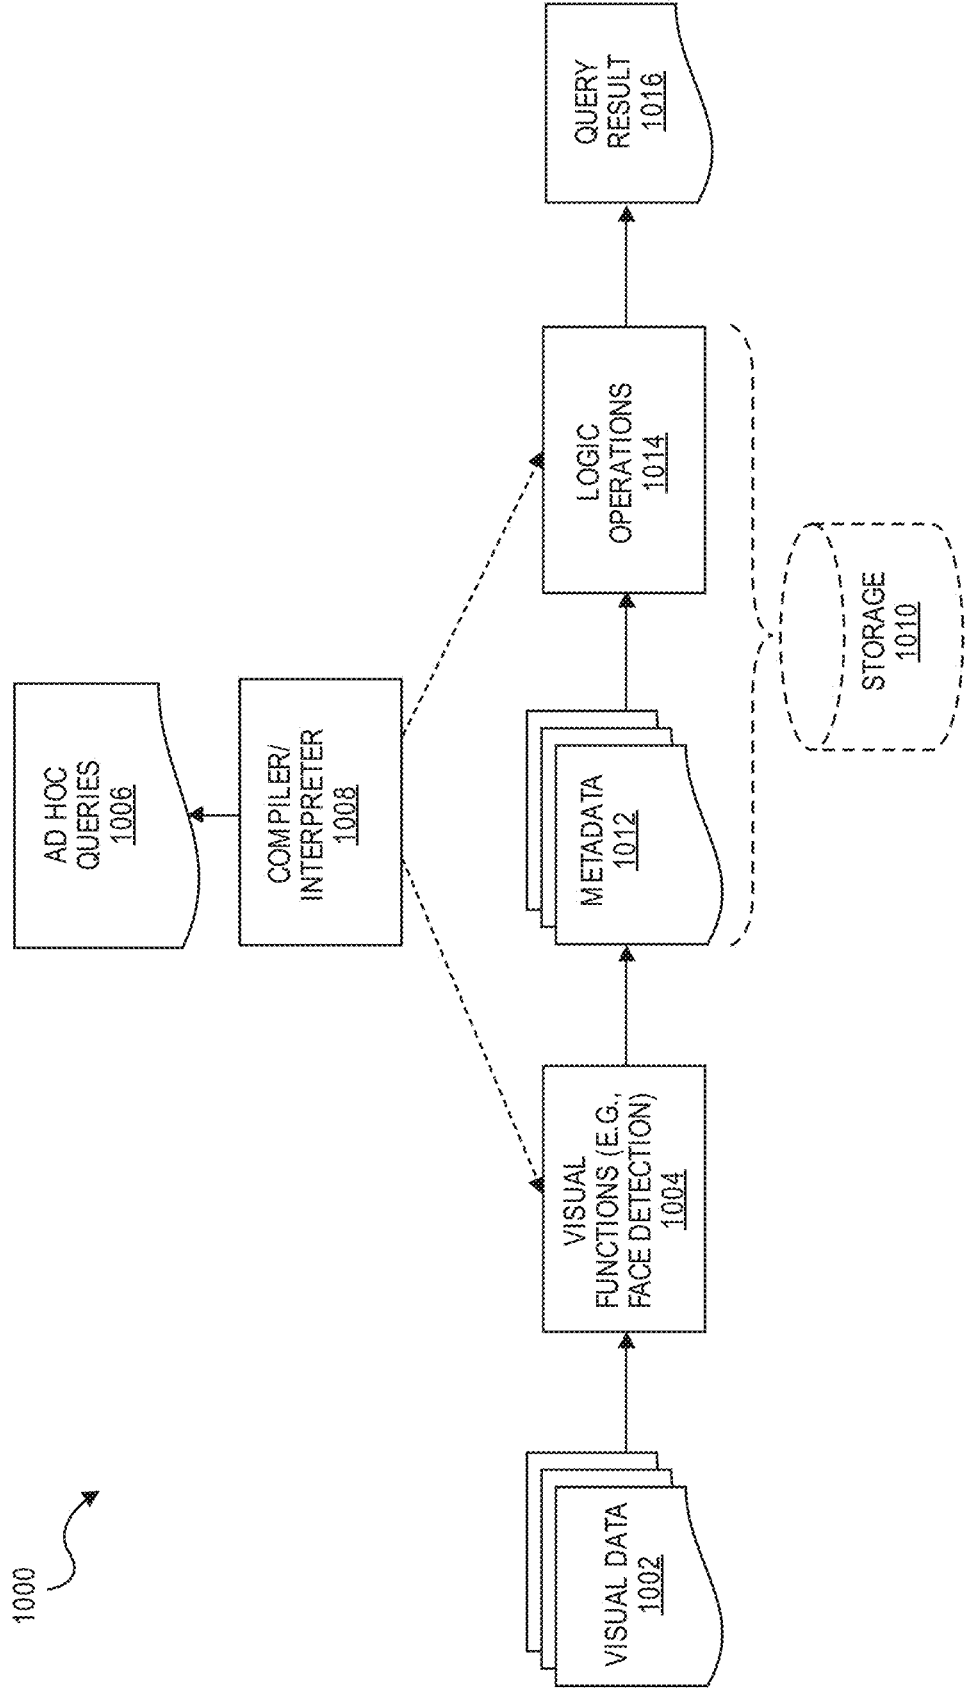 1000
AD HOC
QUERIES
1006
COMPILER/
INTERPRETER
1008
VISUAL DATA
1002
VISUAL
FUNCTIONS (E.G.,
FACE DETECTION)
1004
METADATA
1012
LOGIC
OPERATIONS
1014
QUERY
RESULT
1016
STORAGE
1010